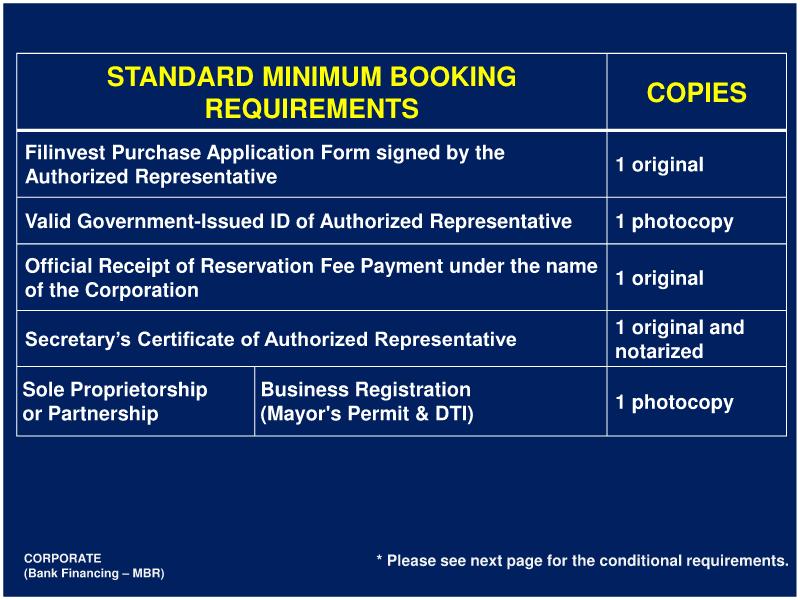 STANDARD MINIMUM BOOKING
REQUIREMENTS
COPIES
Filinvest Purchase Application Form signed by the
Authorized Representative
1 original
Valid Government-Issued ID of Authorized Representative
1 photocopy
Official Receipt of Reservation Fee Payment under the name
of the Corporation
1 original
Secretary’s Certificate of Authorized Representative
1 original and
notarized
Sole Proprietorship
or Partnership
Business Registration
(Mayor's Permit & DTI)
1 photocopy
CORPORATE
(Bank Financing – MBR)
* Please see next page for the conditional requirements.